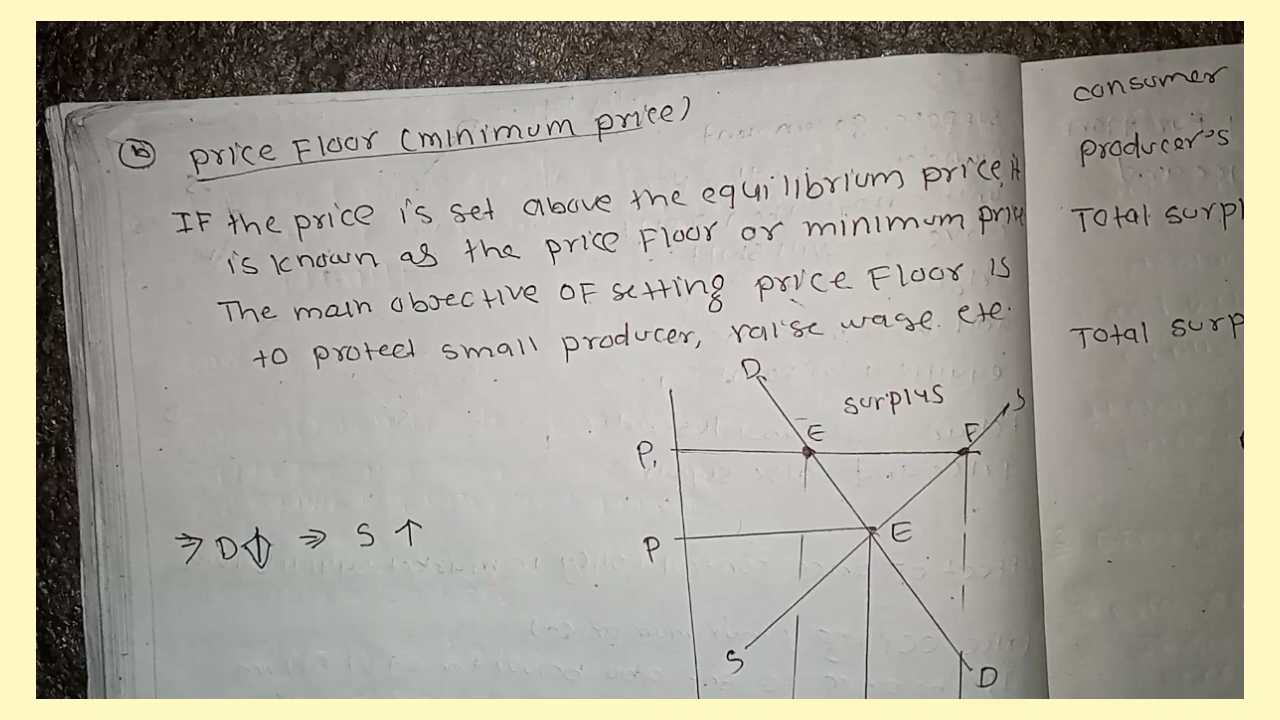 b price Floor (minimum price)
IF the price is set above the equilibrium price it
is known as the price Floor or minimum price
The main obsective OF setting price Floor is
to protect small producer, raise wage. etc.
D
surplus
S
E
F
P₁
⇒ D ⇒ S ↑
P
E
S
D
consumer
producer's
Total surpl
Total surp